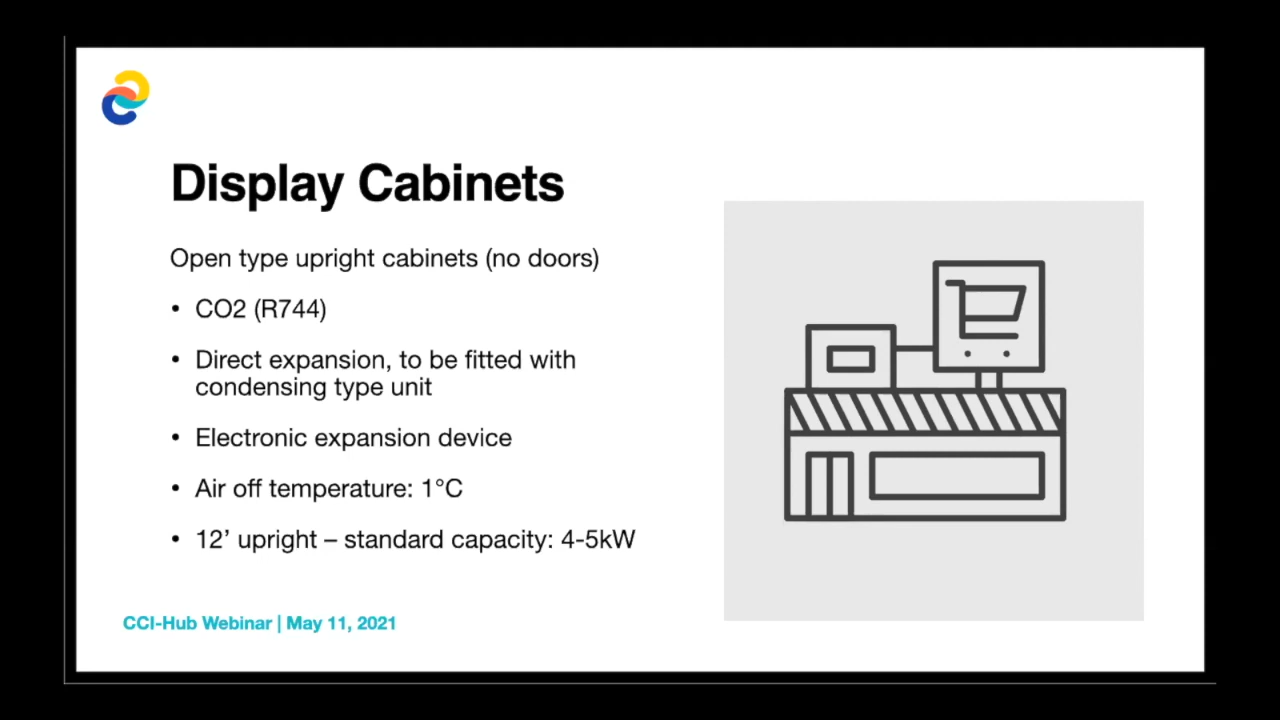 Display Cabinets
Open type upright cabinets (no doors)
• CO2 (R744)
• Direct expansion, to be fitted with
condensing type unit
• Electronic expansion device
• Air off temperature: 1°C
• 12’ upright – standard capacity: 4-5kW
CCI-Hub Webinar | May 11, 2021